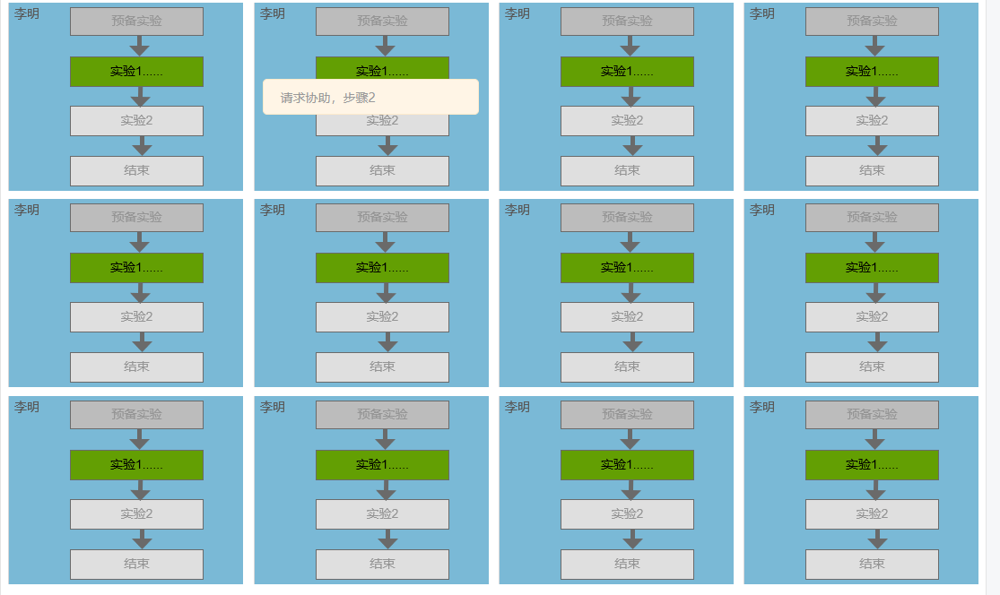 李明
预备实验
实验1......
实验2
结束
李明
预备实验
实验1......
请求协助，步骤2
实验2
结束
李明
预备实验
实验1......
实验2
结束
李明
预备实验
实验1......
实验2
结束
李明
预备实验
实验1......
实验2
结束
李明
预备实验
实验1......
实验2
结束
李明
预备实验
实验1......
实验2
结束
李明
预备实验
实验1......
实验2
结束
李明
预备实验
实验1......
实验2
结束
李明
预备实验
实验1......
实验2
结束
李明
预备实验
实验1......
实验2
结束
李明
预备实验
实验1......
实验2
结束